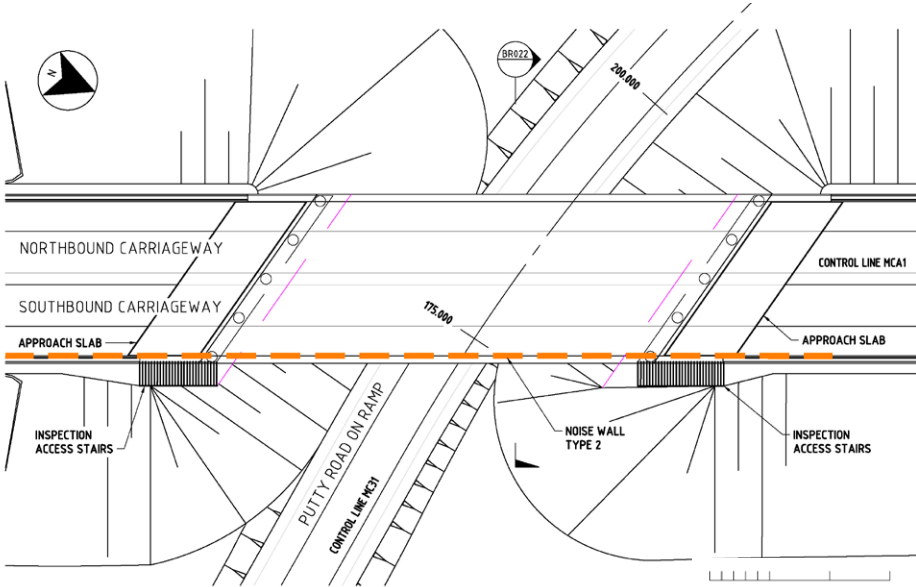 N
BR022
200.000
NORTHBOUND CARRIAGEWAY
CONTROL LINE MCA1
SOUTHBOUND CARRIAGEWAY
175.000
APPROACH SLAB
APPROACH SLAB
INSPECTION
ACCESS STAIRS
PUTTY ROAD ON RAMP
CONTROL LINE MC31
NOISE WALL
TYPE 2
INSPECTION
ACCESS STAIRS